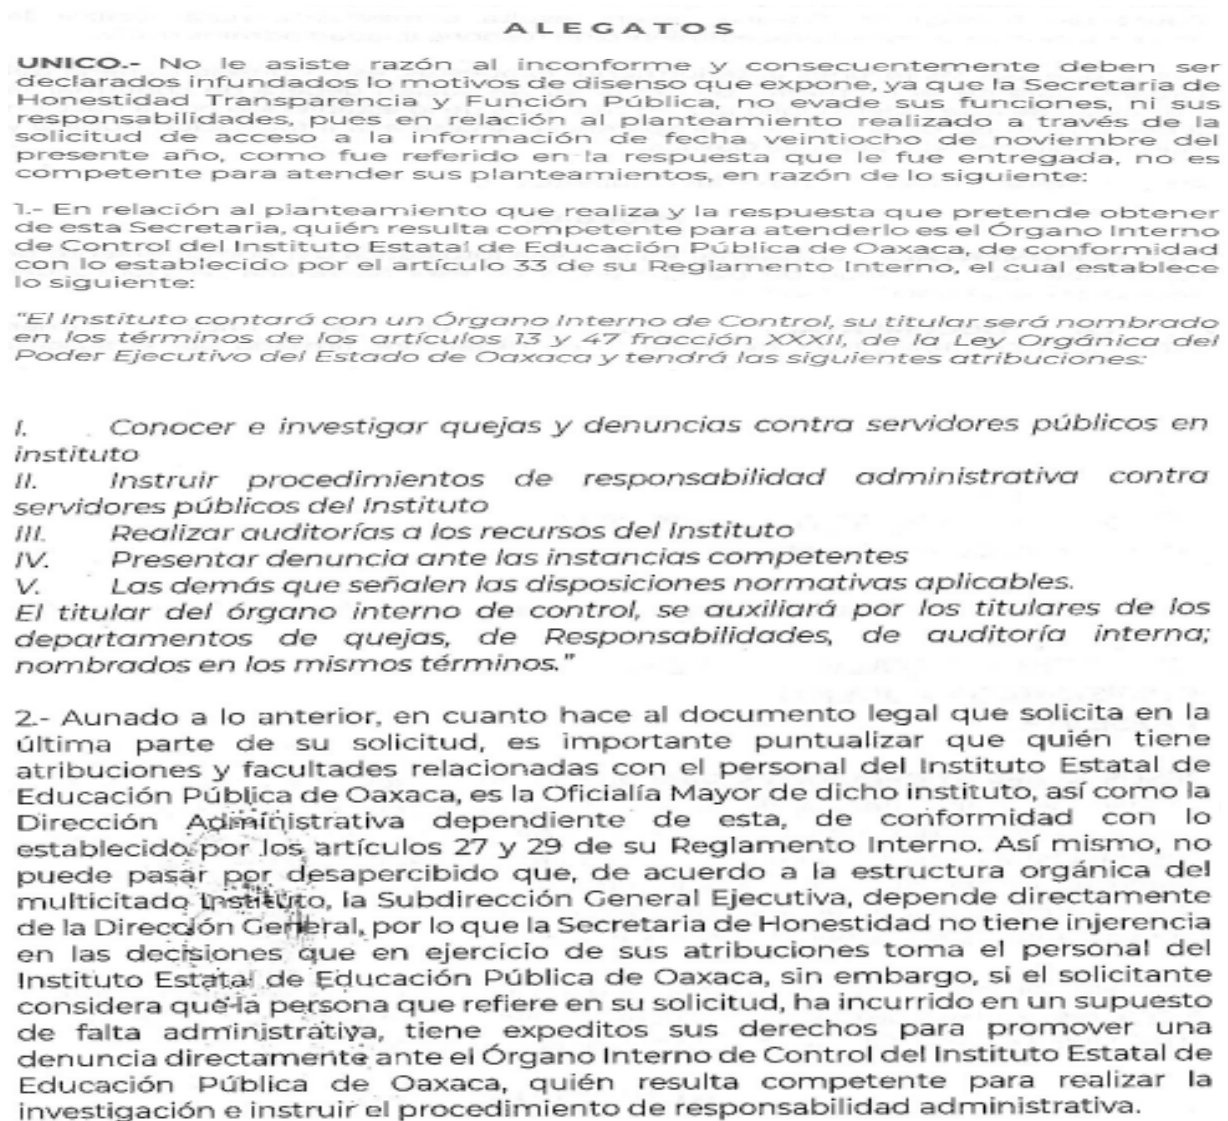 ALEGATOS
UNICO.- No le asiste razón al inconforme y consecuentemente deben ser
declarados infundados lo motivos de disenso que expone, ya que la Secretaria de
Honestidad Transparencia y Función Pública, no evade sus funciones, ni sus
responsabilidades, pues en relación al planteamiento realizado a través de la
solicitud de acceso a la información de fecha veintiocho de noviembre del
presente año, como fue referido en la respuesta que le fue entregada, no es
competente para atender sus planteamientos, en razón de lo siguiente:
1.- En relación al planteamiento que realiza y la respuesta que pretende obtener
de esta Secretaria, quién resulta competente para atenderlo es el Órgano Interno
de Control del Instituto Estatal de Educación Pública de Oaxaca, de conformidad
con lo establecido por el artículo 33 de su Reglamento Interno, el cual establece
lo siguiente:
"El Instituto contará con un Órgano Interno de Control, su titular será nombrado
en los términos de los artículos 13 y 47 fracción XXXII, de la Ley Orgánica del
Poder Ejecutivo del Estado de Oaxaca y tendrá las siguientes atribuciones:
I. Conocer e investigar quejas y denuncias contra servidores públicos en
instituto
II. Instruir procedimientos de responsabilidad administrativa contra
servidores públicos del Instituto
III. Realizar auditorías a los recursos del Instituto
IV. Presentar denuncia ante las instancias competentes
V. Las demás que señalen las disposiciones normativas aplicables.
El titular del órgano interno de control, se auxiliará por los titulares de los
departamentos de quejas, de Responsabilidades, de auditoría interna;
nombrados en los mismos términos."
2.- Aunado a lo anterior, en cuanto hace al documento legal que solicita en la
última parte de su solicitud, es importante puntualizar que quién tiene
atribuciones y facultades relacionadas con el personal del Instituto Estatal de
Educación Pública de Oaxaca, es la Oficialía Mayor de dicho instituto, así como la
Dirección Administrativa dependiente de esta, de conformidad con lo
establecido por los artículos 27 y 29 de su Reglamento Interno. Así mismo, no
puede pasar por desapercibido que, de acuerdo a la estructura orgánica del
multicitado Instituto, la Subdirección General Ejecutiva, depende directamente
de la Dirección General, por lo que la Secretaria de Honestidad no tiene injerencia
en las decisiones que en ejercicio de sus atribuciones toma el personal del
Instituto Estatal de Educación Pública de Oaxaca, sin embargo, si el solicitante
considera que la persona que refiere en su solicitud, ha incurrido en un supuesto
de falta administrativa, tiene expeditos sus derechos para promover una
denuncia directamente ante el Órgano Interno de Control del Instituto Estatal de
Educación Pública de Oaxaca, quién resulta competente para realizar la
investigación e instruir el procedimiento de responsabilidad administrativa.